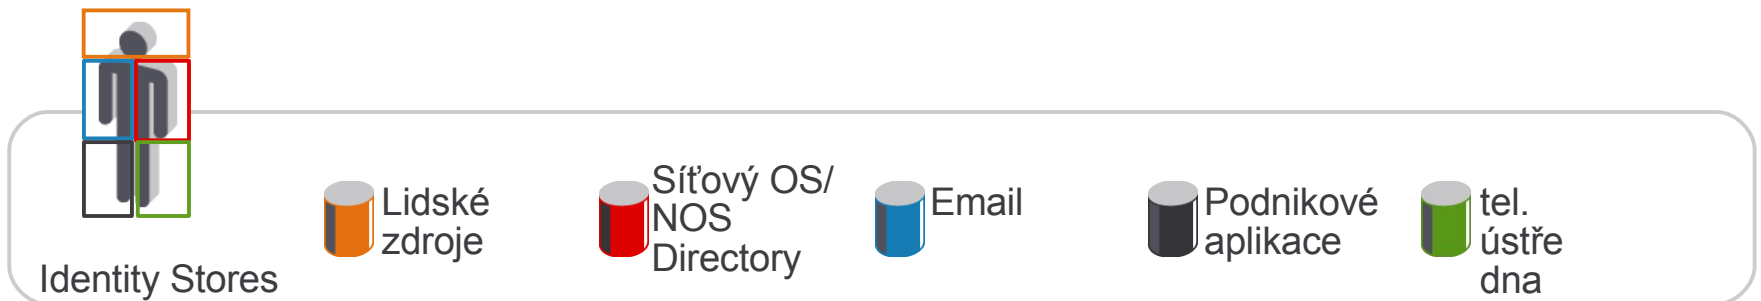 Identity Stores
Lidské
zdroje
Síťový OS/
NOS
Directory
Email
Podnikové
aplikace
tel.
ústře
dna